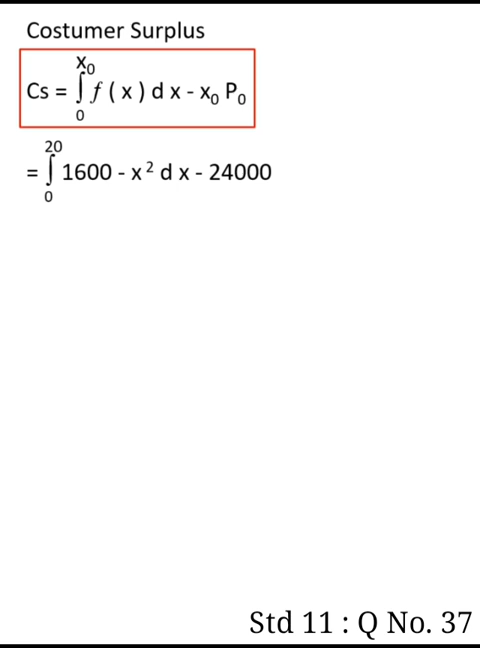 Costumer Surplus
Cs = ∫₀^X₀ f ( x ) d x - x₀ P₀
= ∫₀^20 1600 - x² d x - 24000
Std 11 : Q No. 37